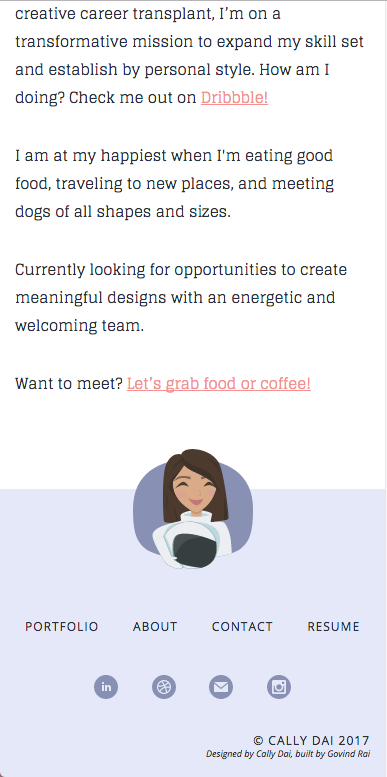 creative career transplant, I'm on a
transformative mission to expand my skill set
and establish by personal style. How am I
doing? Check me out on Dribbble!
I am at my happiest when I'm eating good
food, traveling to new places, and meeting
dogs of all shapes and sizes.
Currently looking for opportunities to create
meaningful designs with an energetic and
welcoming team.
Want to meet? Let's grab food or coffee!
PORTFOLIO ABOUT CONTACT RESUME
in
© CALLY DAI 2017
Designed by Cally Dai, built by Govind Rai